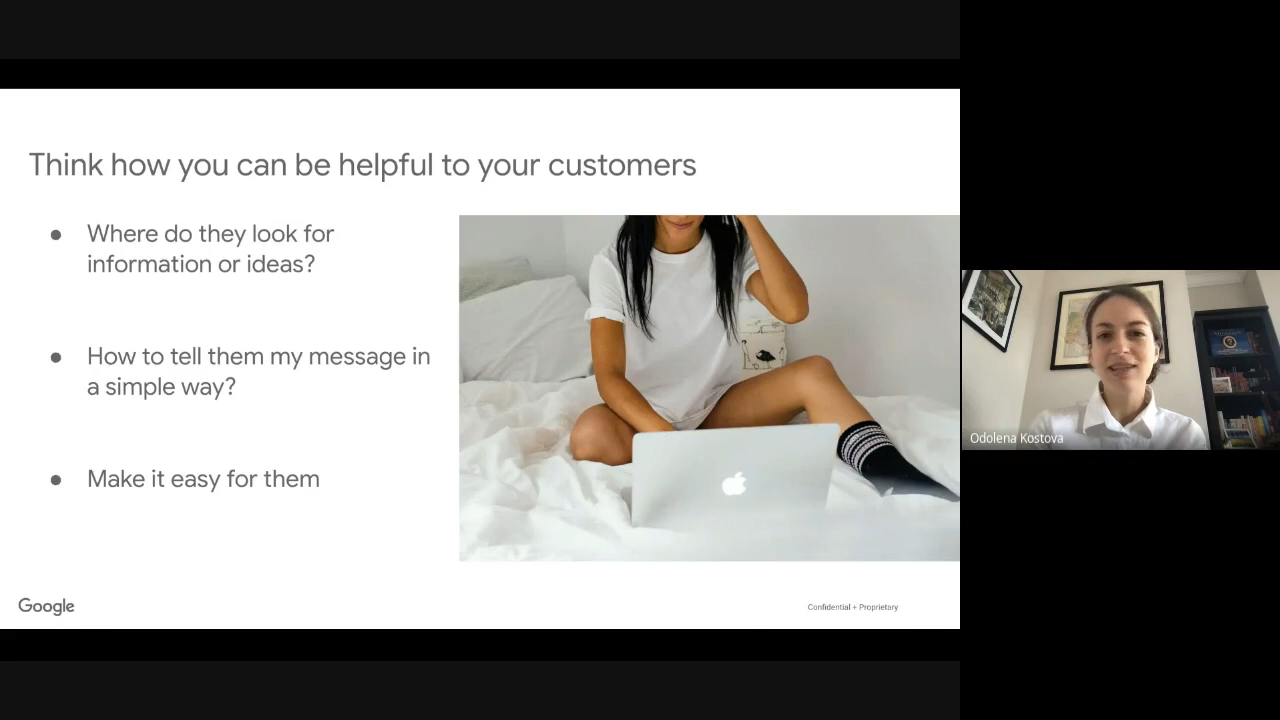 Think how you can be helpful to your customers
● Where do they look for
information or ideas?
● How to tell them my message in
a simple way?
● Make it easy for them
Google
Confidential + Proprietary
Odolena Kostova